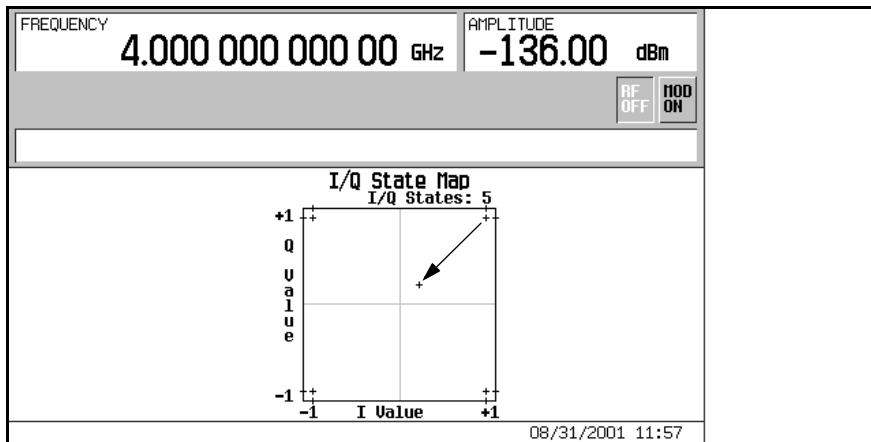 FREQUENCY
4.000 000 000 00 GHz
AMPLITUDE
-136.00 dBm
RF OFF
MOD ON
I/Q State Map
I/Q States: 5
+1
Q Value
-1
-1 I Value +1
08/31/2001 11:57